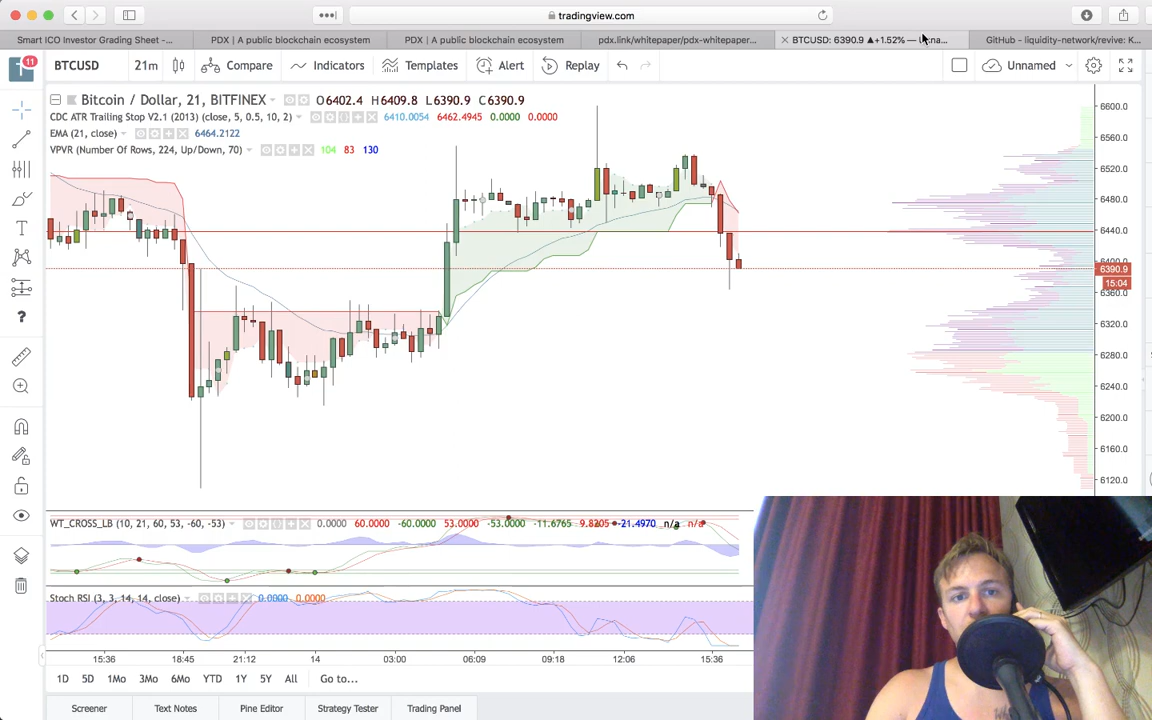 tradingview.com
Smart ICO Investor Grading Sheet -...
PDX | A public blockchain ecosystem
PDX | A public blockchain ecosystem
pdx.link/whitepaper/pdx-whitepaper...
BTCUSD: 6390.9 ▲+1.52% —
GitHub - liquidity-network/revive: K...
T 11 BTCUSD 21m Compare Indicators Templates Alert Replay Unnamed
Bitcoin / Dollar, 21, BITFINEX O6402.4 H6409.8 L6390.9 C6390.9
CDC ATR Trailing Stop V2.1 (2013) (close, 5, 0.5, 10, 2) 6410.0054 6462.4945 0.0000 0.0000
EMA (21, close) 6464.2122
VPVR (Number Of Rows, 224, Up/Down, 70) 104 83 130
6600.0
6560.0
6520.0
6480.0
6440.0
6400.0
6390.9
15:04
6360.0
6320.0
6280.0
6240.0
6200.0
6160.0
6120.0
WT_CROSS_LB (10, 21, 60, 53, -60, -53) 0.0000 60.0000 -60.0000 53.0000 -53.0000 -11.6765 9.8205 -21.4970 n/a n/a
Stoch RSI (3, 3, 14, 14, close) 0.0000 0.0000
15:36 18:45 21:12 14 03:00 06:09 09:18 12:06 15:36
1D 5D 1Mo 3Mo 6Mo YTD 1Y 5Y All Go to...
Screener Text Notes Pine Editor Strategy Tester Trading Panel